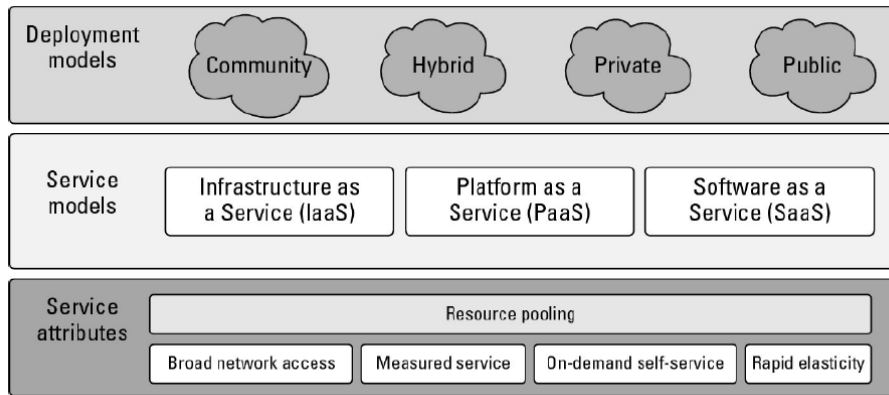 Deployment
models
Community
Hybrid
Private
Public
Service
models
Infrastructure as
a Service (IaaS)
Platform as a
Service (PaaS)
Software as a
Service (SaaS)
Service
attributes
Resource pooling
Broad network access
Measured service
On-demand self-service
Rapid elasticity